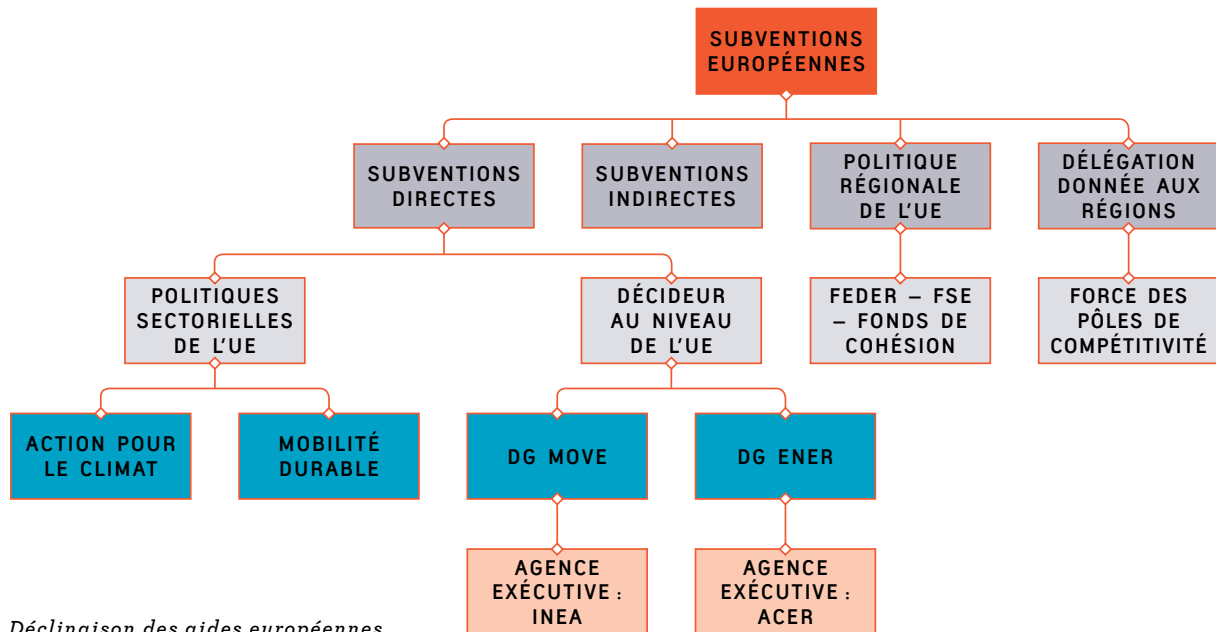 SUBVENTIONS
EUROPÉENNES
SUBVENTIONS
DIRECTES
SUBVENTIONS
INDIRECTES
POLITIQUE
RÉGIONALE
DE L'UE
DÉLÉGATION
DONNÉE AUX
RÉGIONS
POLITIQUES
SECTORIELLES
DE L'UE
DÉCIDEUR
AU NIVEAU
DE L'UE
FEDER – FSE
– FONDS DE
COHÉSION
FORCE DES
PÔLES DE
COMPÉTITIVITÉ
ACTION POUR
LE CLIMAT
MOBILITÉ
DURABLE
DG MOVE
DG ENER
AGENCE
EXÉCUTIVE :
INEA
AGENCE
EXÉCUTIVE :
ACER
Déclinaison des aides européennes